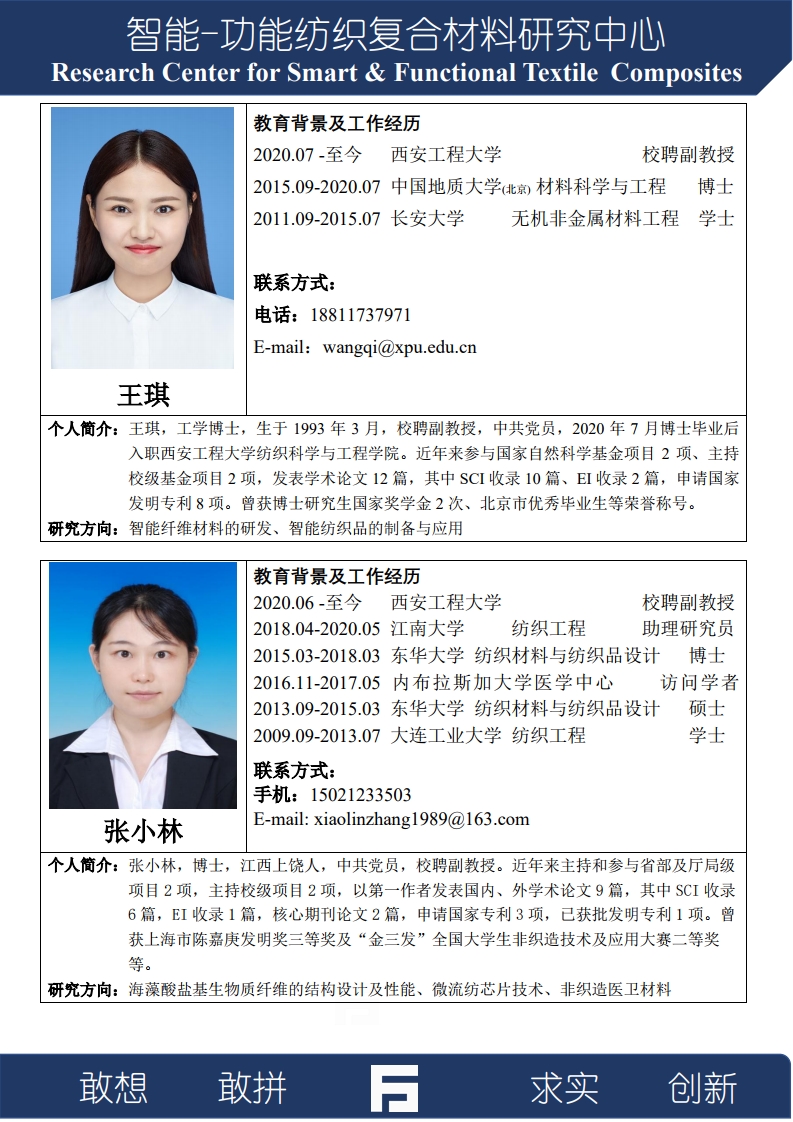 智能-功能纺织复合材料研究中心
Research Center for Smart & Functional Textile Composites
教育背景及工作经历
2020.07 -至今 西安工程大学 校聘副教授
2015.09-2020.07 中国地质大学(北京) 材料科学与工程 博士
2011.09-2015.07 长安大学 无机非金属材料工程 学士
联系方式：
电话：18811737971
E-mail：wangqi@xpu.edu.cn
王琪
个人简介：王琪，工学博士，生于 1993 年 3 月，校聘副教授，中共党员，2020 年 7 月博士毕业后
入职西安工程大学纺织科学与工程学院。近年来参与国家自然科学基金项目 2 项、主持
校级基金项目 2 项，发表学术论文 12 篇，其中 SCI 收录 10 篇、EI 收录 2 篇，申请国家
发明专利 8 项。曾获博士研究生国家奖学金 2 次、北京市优秀毕业生等荣誉称号。
研究方向：智能纤维材料的研发、智能纺织品的制备与应用
教育背景及工作经历
2020.06 -至今 西安工程大学 校聘副教授
2018.04-2020.05 江南大学 纺织工程 助理研究员
2015.03-2018.03 东华大学 纺织材料与纺织品设计 博士
2016.11-2017.05 内布拉斯加大学医学中心 访问学者
2013.09-2015.03 东华大学 纺织材料与纺织品设计 硕士
2009.09-2013.07 大连工业大学 纺织工程 学士
联系方式：
手机：15021233503
E-mail: xiaolinzhang1989@163.com
张小林
个人简介：张小林，博士，江西上饶人，中共党员，校聘副教授。近年来主持和参与省部及厅局级
项目 2 项，主持校级项目 2 项，以第一作者发表国内、外学术论文 9 篇，其中 SCI 收录
6 篇，EI 收录 1 篇，核心期刊论文 2 篇，申请国家专利 3 项，已获批发明专利 1 项。曾
获上海市陈嘉庚发明奖三等奖及“金三发”全国大学生非织造技术及应用大赛二等奖
等。
研究方向：海藻酸盐基生物质纤维的结构设计及性能、微流纺芯片技术、非织造医卫材料
敢想 敢拼 求实 创新